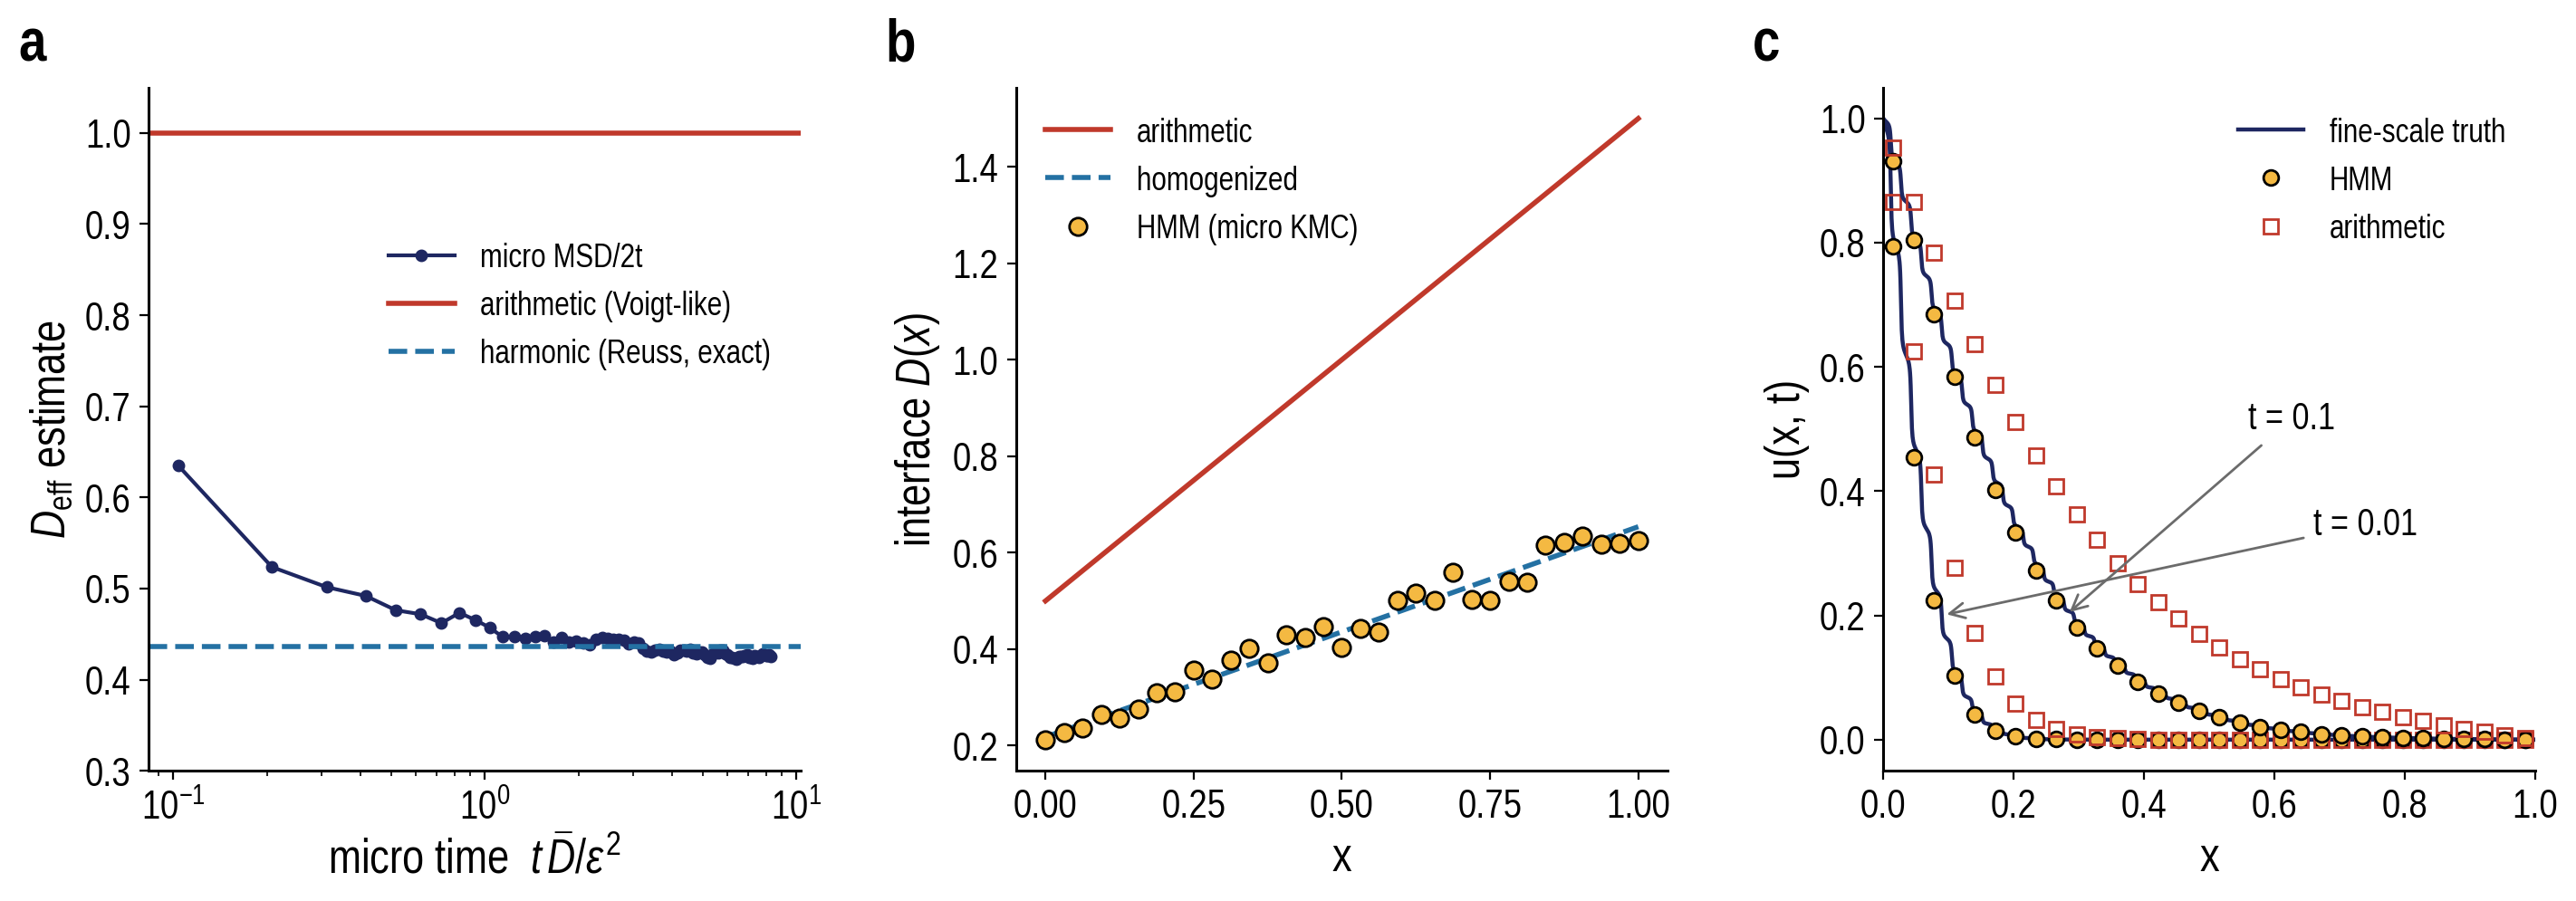 a
1.0
0.9
0.8
0.7
0.6
0.5
0.4
0.3
10⁻¹
10⁰
10¹
D_eff estimate
micro time t D̄/ε²
micro MSD/2t
arithmetic (Voigt-like)
harmonic (Reuss, exact)
b
1.4
1.2
1.0
0.8
0.6
0.4
0.2
0.00
0.25
0.50
0.75
1.00
interface D(x)
x
arithmetic
homogenized
HMM (micro KMC)
c
1.0
0.8
0.6
0.4
0.2
0.0
0.0
0.2
0.4
0.6
0.8
1.0
u(x, t)
x
fine-scale truth
HMM
arithmetic
t = 0.1
t = 0.01